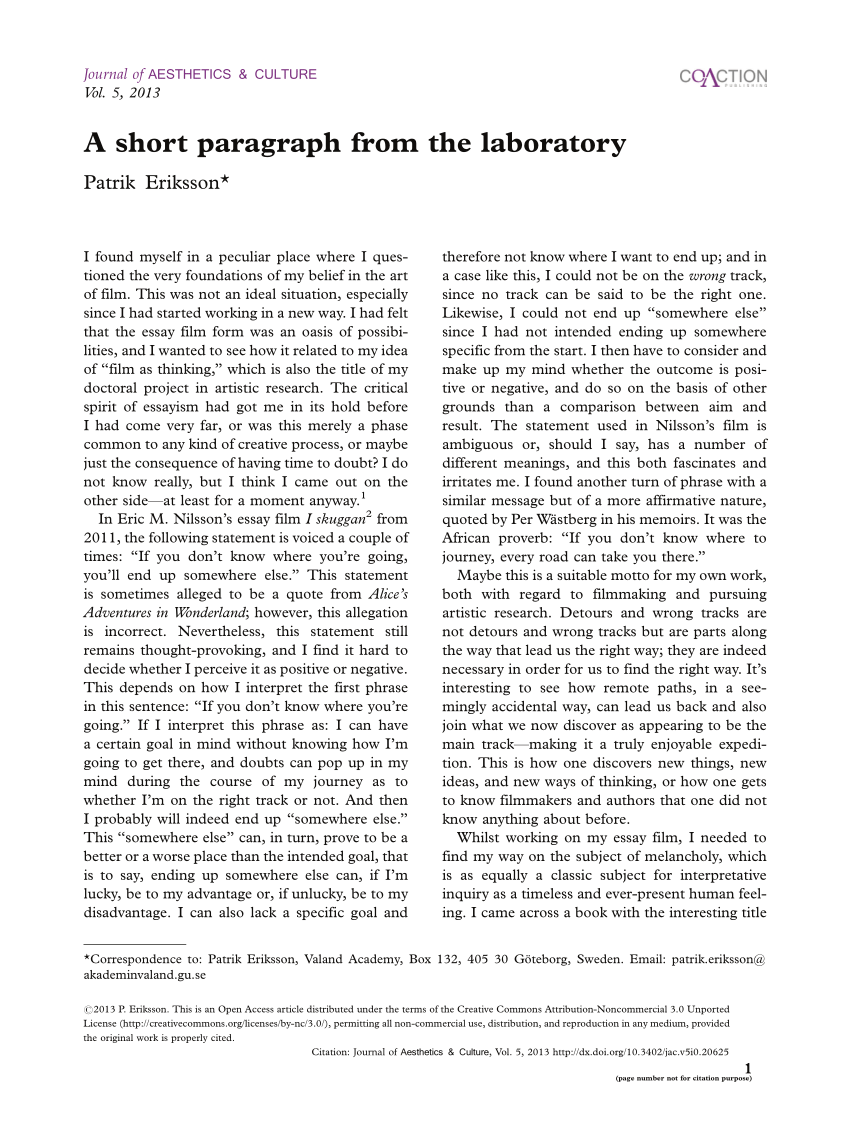 Journal of AESTHETICS & CULTURE
Vol. 5, 2013
COACTION
PUBLISHING
A short paragraph from the laboratory
Patrik Eriksson*
I found myself in a peculiar place where I ques-
tioned the very foundations of my belief in the art
of film. This was not an ideal situation, especially
since I had started working in a new way. I had felt
that the essay film form was an oasis of possibi-
lities, and I wanted to see how it related to my idea
of “film as thinking,” which is also the title of my
doctoral project in artistic research. The critical
spirit of essayism had got me in its hold before
I had come very far, or was this merely a phase
common to any kind of creative process, or maybe
just the consequence of having time to doubt? I do
not know really, but I think I came out on the
other side—at least for a moment anyway.1
In Eric M. Nilsson’s essay film I skuggan2 from
2011, the following statement is voiced a couple of
times: “If you don’t know where you’re going,
you’ll end up somewhere else.” This statement
is sometimes alleged to be a quote from Alice’s
Adventures in Wonderland; however, this allegation
is incorrect. Nevertheless, this statement still
remains thought-provoking, and I find it hard to
decide whether I perceive it as positive or negative.
This depends on how I interpret the first phrase
in this sentence: “If you don’t know where you’re
going.” If I interpret this phrase as: I can have
a certain goal in mind without knowing how I’m
going to get there, and doubts can pop up in my
mind during the course of my journey as to
whether I’m on the right track or not. And then
I probably will indeed end up “somewhere else.”
This “somewhere else” can, in turn, prove to be a
better or a worse place than the intended goal, that
is to say, ending up somewhere else can, if I’m
lucky, be to my advantage or, if unlucky, be to my
disadvantage. I can also lack a specific goal and
therefore not know where I want to end up; and in
a case like this, I could not be on the wrong track,
since no track can be said to be the right one.
Likewise, I could not end up “somewhere else”
since I had not intended ending up somewhere
specific from the start. I then have to consider and
make up my mind whether the outcome is posi-
tive or negative, and do so on the basis of other
grounds than a comparison between aim and
result. The statement used in Nilsson’s film is
ambiguous or, should I say, has a number of
different meanings, and this both fascinates and
irritates me. I found another turn of phrase with a
similar message but of a more affirmative nature,
quoted by Per Wästberg in his memoirs. It was the
African proverb: “If you don’t know where to
journey, every road can take you there.”
Maybe this is a suitable motto for my own work,
both with regard to filmmaking and pursuing
artistic research. Detours and wrong tracks are
not detours and wrong tracks but are parts along
the way that lead us the right way; they are indeed
necessary in order for us to find the right way. It’s
interesting to see how remote paths, in a see-
mingly accidental way, can lead us back and also
join what we now discover as appearing to be the
main track—making it a truly enjoyable expedi-
tion. This is how one discovers new things, new
ideas, and new ways of thinking, or how one gets
to know filmmakers and authors that one did not
know anything about before.
Whilst working on my essay film, I needed to
find my way on the subject of melancholy, which
is as equally a classic subject for interpretative
inquiry as a timeless and ever-present human feel-
ing. I came across a book with the interesting title
*Correspondence to: Patrik Eriksson, Valand Academy, Box 132, 405 30 Göteborg, Sweden. Email: patrik.eriksson@
akademinvaland.gu.se
©2013 P. Eriksson. This is an Open Access article distributed under the terms of the Creative Commons Attribution-Noncommercial 3.0 Unported
License (http://creativecommons.org/licenses/by-nc/3.0/), permitting all non-commercial use, distribution, and reproduction in any medium, provided
the original work is properly cited.
Citation: Journal of Aesthetics & Culture, Vol. 5, 2013 http://dx.doi.org/10.3402/jac.v5i0.20625
1
(page number not for citation purpose)